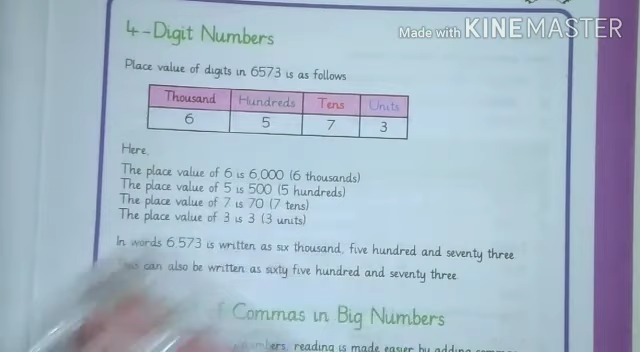 4-Digit Numbers
Made with KINEMASTER
Place value of digits in 6573 is as follows
Thousand Hundreds Tens Units
6 5 7 3
Here,
The place value of 6 is 6,000 (6 thousands)
The place value of 5 is 500 (5 hundreds)
The place value of 7 is 70 (7 tens)
The place value of 3 is 3 (3 units)
In words 6,573 is written as six thousand, five hundred and seventy three
can also be written as sixty five hundred and seventy three.
Commas in Big Numbers
reading is made easier by adding